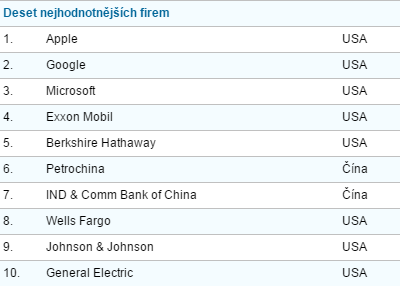 Deset nejhodnotnějších firem
1. Apple USA
2. Google USA
3. Microsoft USA
4. Exxon Mobil USA
5. Berkshire Hathaway USA
6. Petrochina Čína
7. IND & Comm Bank of China Čína
8. Wells Fargo USA
9. Johnson & Johnson USA
10. General Electric USA